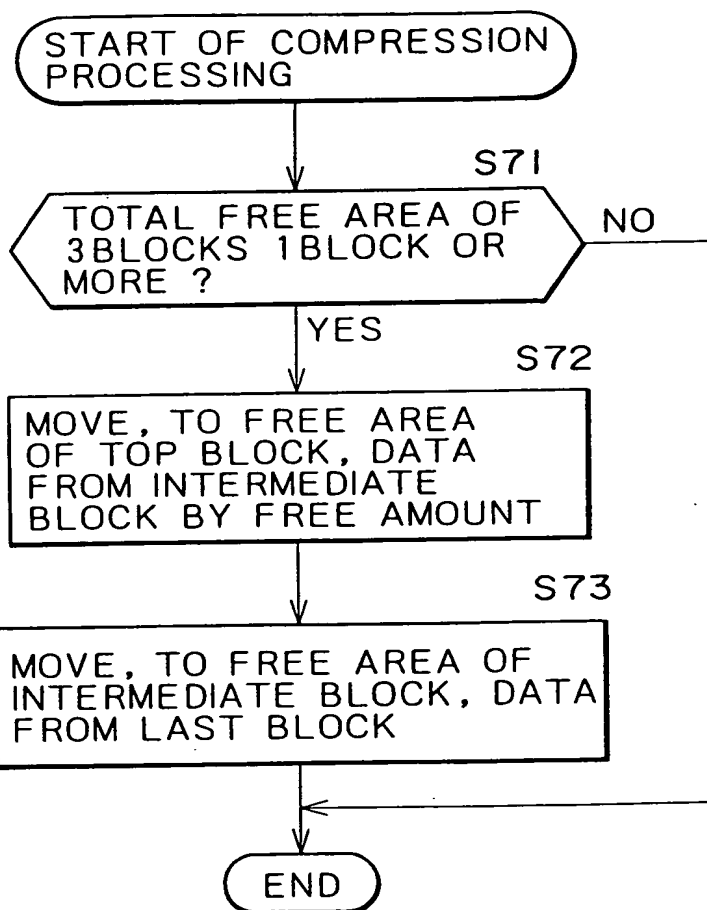 START OF COMPRESSION
PROCESSING
S71
TOTAL FREE AREA OF
3BLOCKS 1BLOCK OR
MORE ?
NO
YES
S72
MOVE, TO FREE AREA
OF TOP BLOCK, DATA
FROM INTERMEDIATE
BLOCK BY FREE AMOUNT
S73
MOVE, TO FREE AREA OF
INTERMEDIATE BLOCK, DATA
FROM LAST BLOCK
END